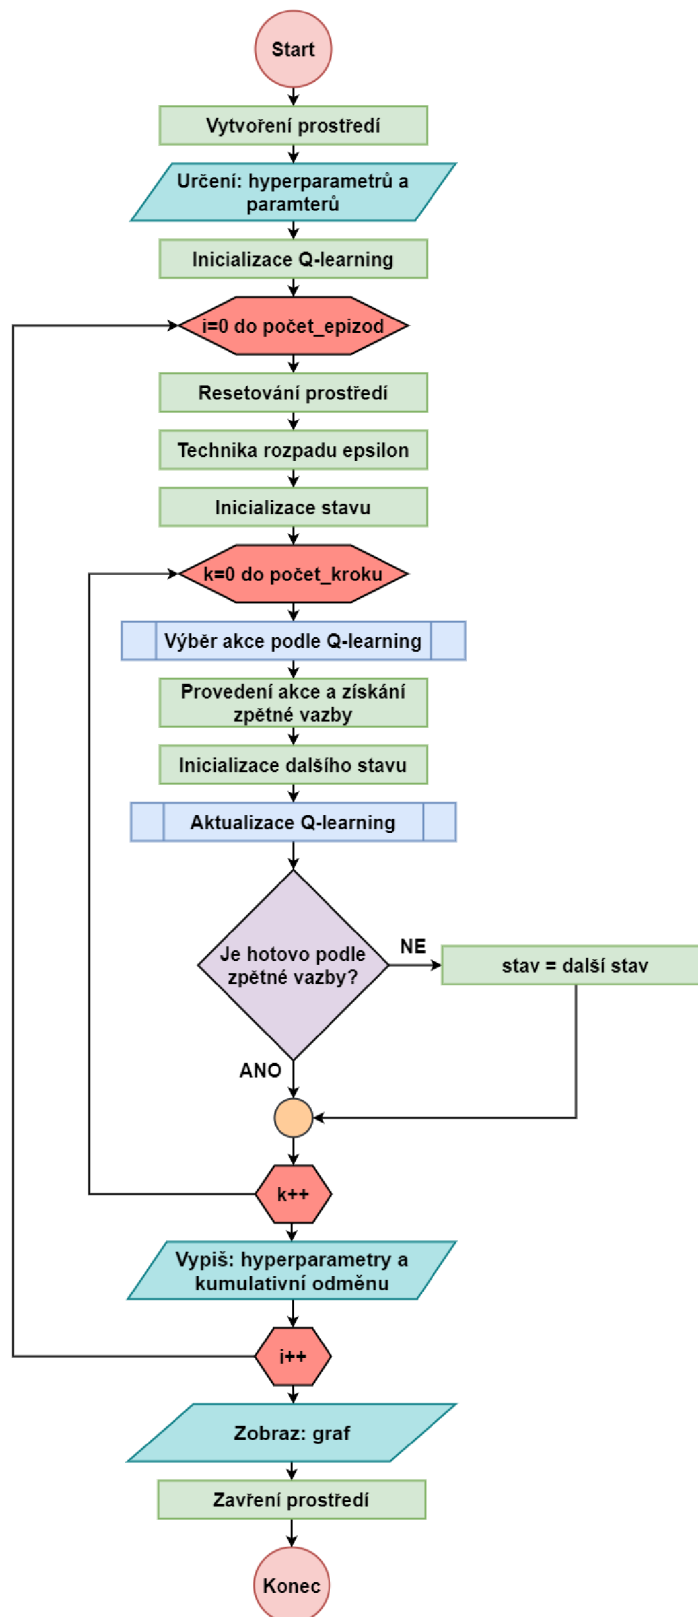 Start
Vytvoření prostředí
Určení: hyperparametrů a
paramterů
Inicializace Q-learning
i=0 do počet_epizod
Resetování prostředí
Technika rozpadu epsilon
Inicializace stavu
k=0 do počet_kroku
Výběr akce podle Q-learning
Provedení akce a získání
zpětné vazby
Inicializace dalšího stavu
Aktualizace Q-learning
Je hotovo podle
zpětné vazby?
NE
stav = další stav
ANO
k++
Vypiš: hyperparametry a
kumulativní odměnu
i++
Zobraz: graf
Zavření prostředí
Konec